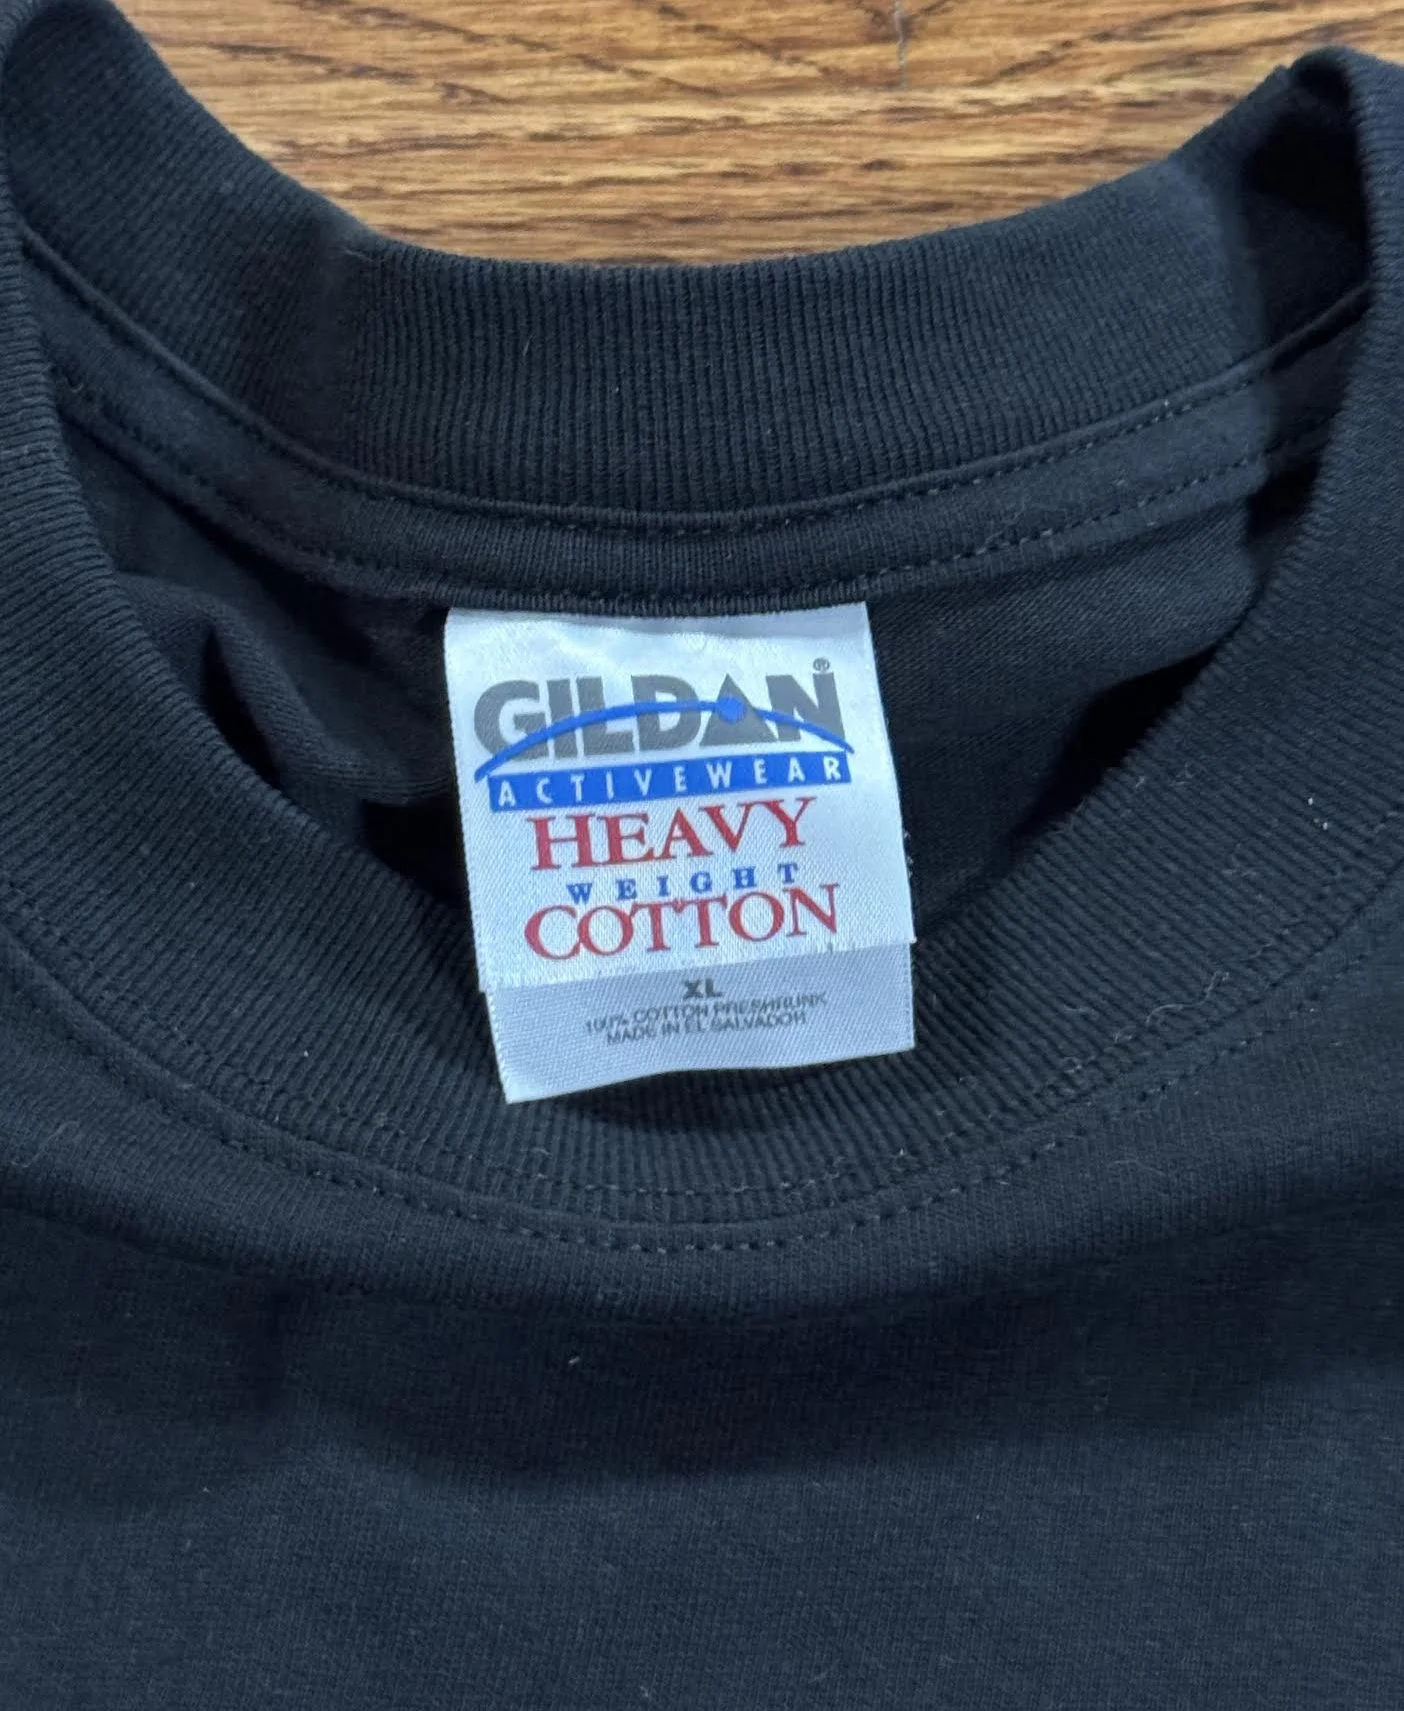 GILDAN®
ACTIVEWEAR
HEAVY
WEIGHT
COTTON
XL
100% COTTON PRESHRUNK
MADE IN EL SALVADOR